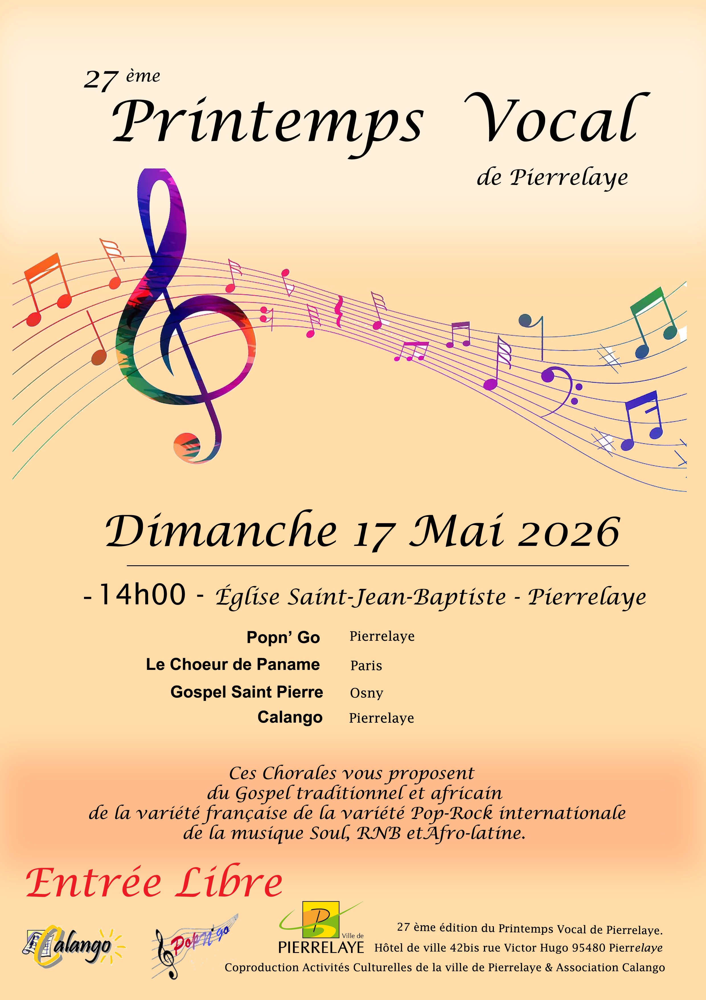 27 ème
Printemps Vocal
de Pierrelaye
Dimanche 17 Mai 2026
- 14h00 - Église Saint-Jean-Baptiste - Pierrelaye
Popn’ Go Pierrelaye
Le Choeur de Paname Paris
Gospel Saint Pierre Osny
Calango Pierrelaye
Ces Chorales vous proposent
du Gospel traditionnel et africain
de la variété française de la variété Pop-Rock internationale
de la musique Soul, RNB etAfro-latine.
Entrée Libre
Calango
Pop N'go
P
Ville de
PIERRELAYE
27 ème édition du Printemps Vocal de Pierrelaye.
Hôtel de ville 42bis rue Victor Hugo 95480 Pierrelaye
Coproduction Activités Culturelles de la ville de Pierrelaye & Association Calango